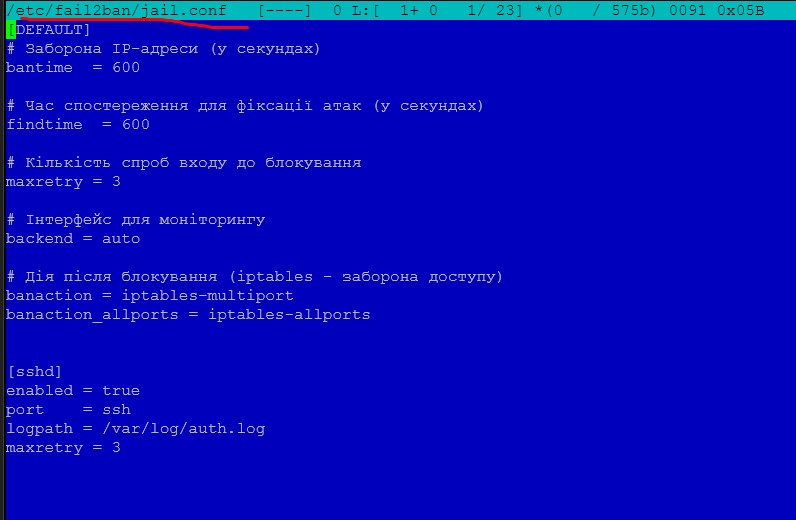 /etc/fail2ban/jail.conf   [----]  0 L:[  1+ 0   1/ 23] *(0   / 575b) 0091 0x05B
[DEFAULT]
# Заборона IP-адреси (у секундах)
bantime  = 600
# Час спостереження для фіксації атак (у секундах)
findtime  = 600
# Кількість спроб входу до блокування
maxretry = 3
# Інтерфейс для моніторингу
backend = auto
# Дія після блокування (iptables - заборона доступу)
banaction = iptables-multiport
banaction_allports = iptables-allports
[sshd]
enabled = true
port    = ssh
logpath = /var/log/auth.log
maxretry = 3